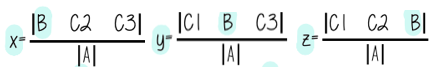 x= |B C2 C3| / |A| y= |C1 B C3| / |A| z= |C1 C2 B| / |A|